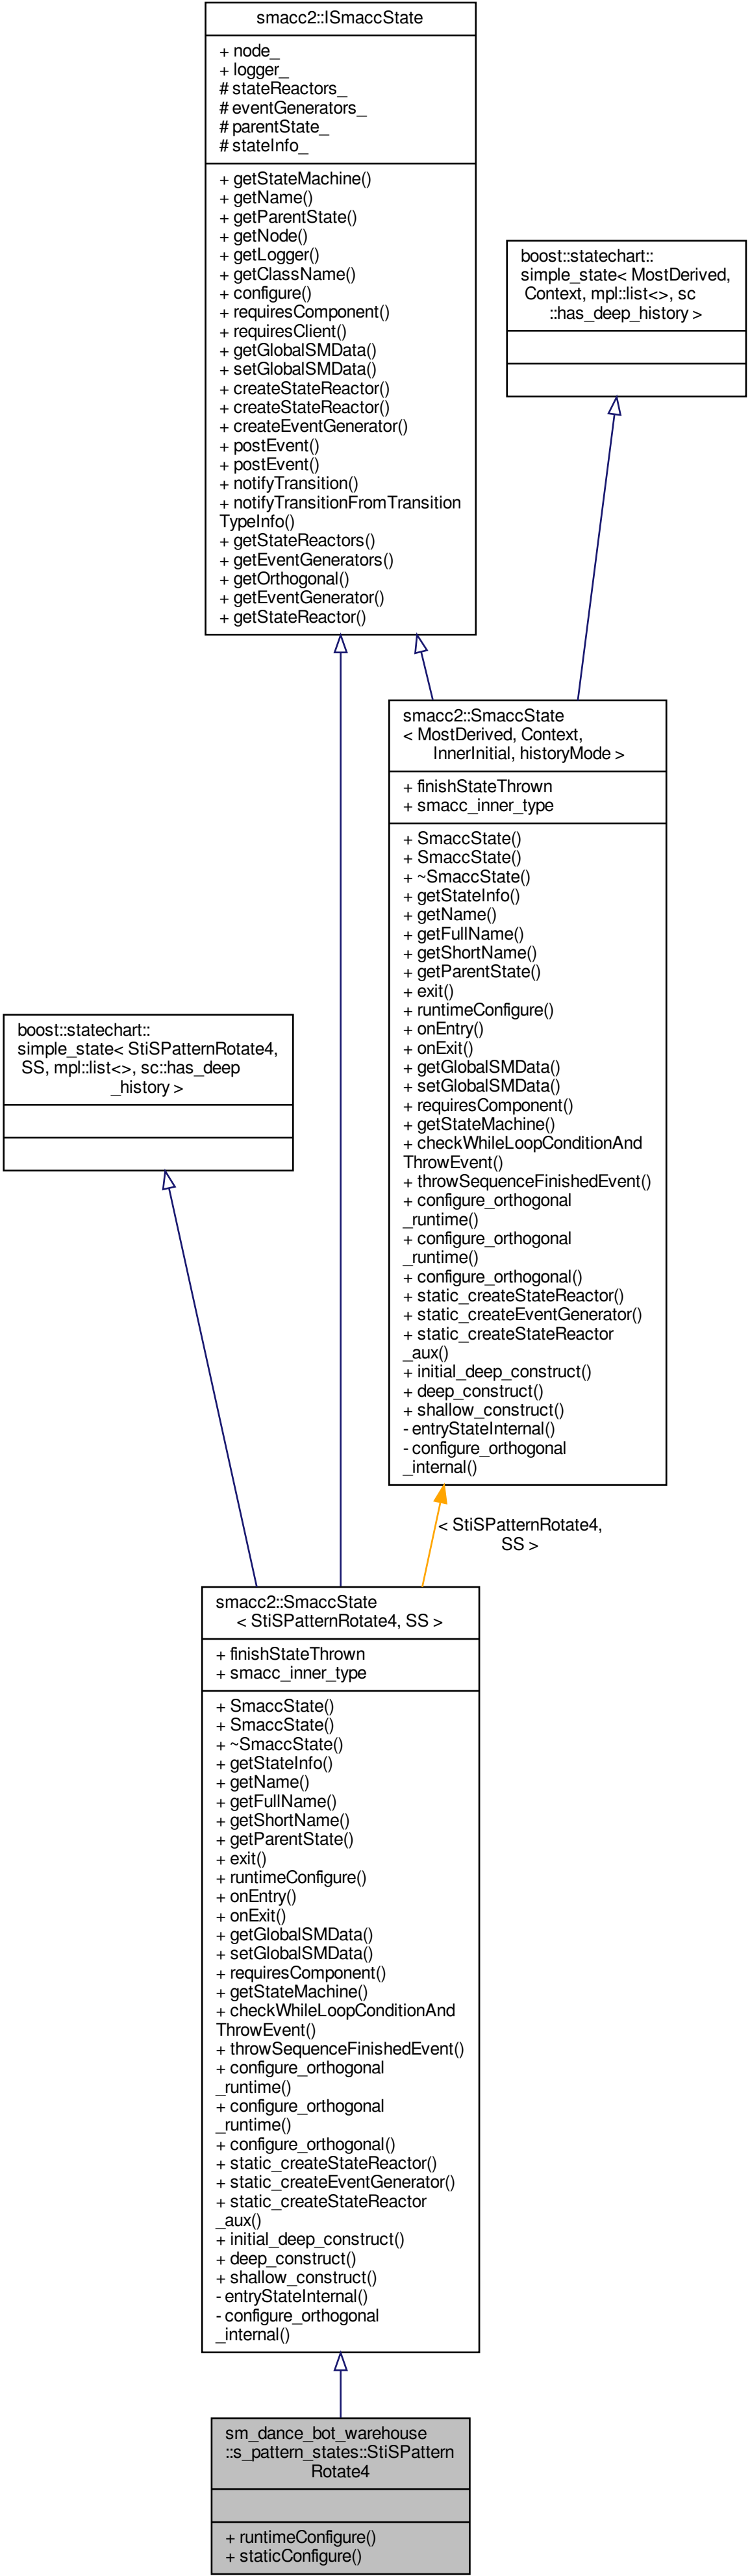 smacc2::ISmaccState
+ node_
+ logger_
# stateReactors_
# eventGenerators_
# parentState_
# stateInfo_
+ getStateMachine()
+ getName()
+ getParentState()
+ getNode()
+ getLogger()
+ getClassName()
+ configure()
+ requiresComponent()
+ requiresClient()
+ getGlobalSMData()
+ setGlobalSMData()
+ createStateReactor()
+ createStateReactor()
+ createEventGenerator()
+ postEvent()
+ postEvent()
+ notifyTransition()
+ notifyTransitionFromTransition
TypeInfo()
+ getStateReactors()
+ getEventGenerators()
+ getOrthogonal()
+ getEventGenerator()
+ getStateReactor()
boost::statechart::
simple_state< MostDerived,
Context, mpl::list<>, sc
::has_deep_history >
smacc2::SmaccState
< MostDerived, Context,
InnerInitial, historyMode >
+ finishStateThrown
+ smacc_inner_type
+ SmaccState()
+ SmaccState()
+ ~SmaccState()
+ getStateInfo()
+ getName()
+ getFullName()
+ getShortName()
+ getParentState()
+ exit()
+ runtimeConfigure()
+ onEntry()
+ onExit()
+ getGlobalSMData()
+ setGlobalSMData()
+ requiresComponent()
+ getStateMachine()
+ checkWhileLoopConditionAnd
ThrowEvent()
+ throwSequenceFinishedEvent()
+ configure_orthogonal
_runtime()
+ configure_orthogonal
_runtime()
+ configure_orthogonal()
+ static_createStateReactor()
+ static_createEventGenerator()
+ static_createStateReactor
_aux()
+ initial_deep_construct()
+ deep_construct()
+ shallow_construct()
- entryStateInternal()
- configure_orthogonal
_internal()
boost::statechart::
simple_state< StiSPatternRotate4,
SS, mpl::list<>, sc::has_deep
_history >
< StiSPatternRotate4,
SS >
smacc2::SmaccState
< StiSPatternRotate4, SS >
+ finishStateThrown
+ smacc_inner_type
+ SmaccState()
+ SmaccState()
+ ~SmaccState()
+ getStateInfo()
+ getName()
+ getFullName()
+ getShortName()
+ getParentState()
+ exit()
+ runtimeConfigure()
+ onEntry()
+ onExit()
+ getGlobalSMData()
+ setGlobalSMData()
+ requiresComponent()
+ getStateMachine()
+ checkWhileLoopConditionAnd
ThrowEvent()
+ throwSequenceFinishedEvent()
+ configure_orthogonal
_runtime()
+ configure_orthogonal
_runtime()
+ configure_orthogonal()
+ static_createStateReactor()
+ static_createEventGenerator()
+ static_createStateReactor
_aux()
+ initial_deep_construct()
+ deep_construct()
+ shallow_construct()
- entryStateInternal()
- configure_orthogonal
_internal()
sm_dance_bot_warehouse
::s_pattern_states::StiSPattern
Rotate4
+ runtimeConfigure()
+ staticConfigure()